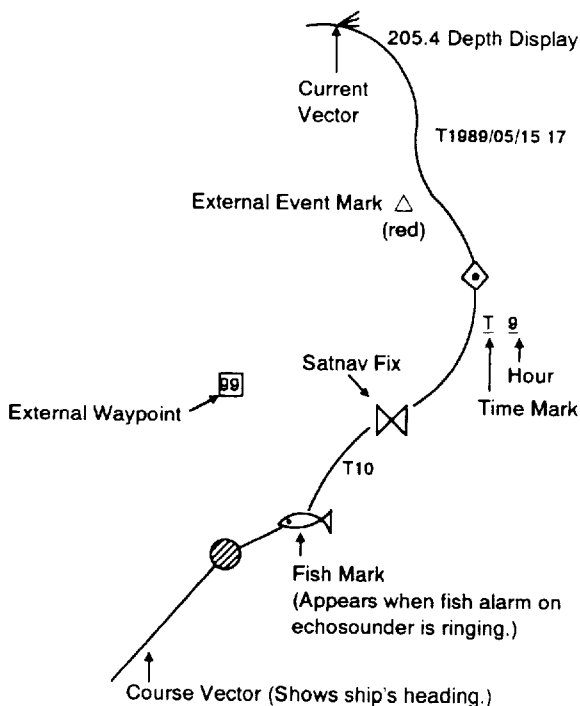 205.4 Depth Display
Current
Vector
T1989/05/15 17
External Event Mark
(red)
T 9
Hour
Time Mark
Satnav Fix
99
External Waypoint
T10
Fish Mark
(Appears when fish alarm on
echosounder is ringing.)
Course Vector (Shows ship's heading.)